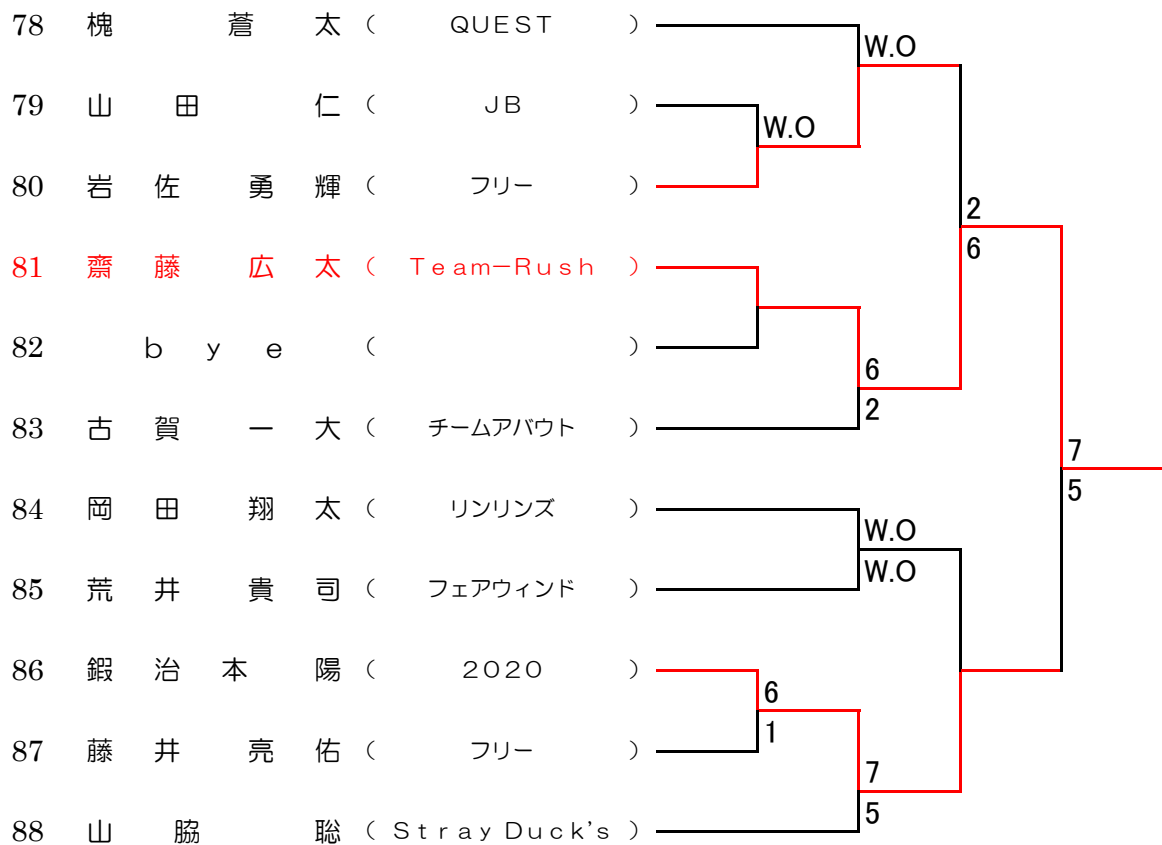 78 槐 蒼 太 ( QUEST )
W.O
79 山 田 仁 ( JB )
W.O
80 岩 佐 勇 輝 ( フリー )
2
6
81 齋 藤 広 太 ( Team−Rush )
82 b y e ( )
6
2
83 古 賀 一 大 ( チームアバウト )
7
5
84 岡 田 翔 太 ( リンリンズ )
W.O
W.O
85 荒 井 貴 司 ( フェアウィンド )
86 鍜 治 本 陽 ( 2020 )
6
1
87 藤 井 亮 佑 ( フリー )
7
5
88 山 脇 聡 ( Stray Duck's )